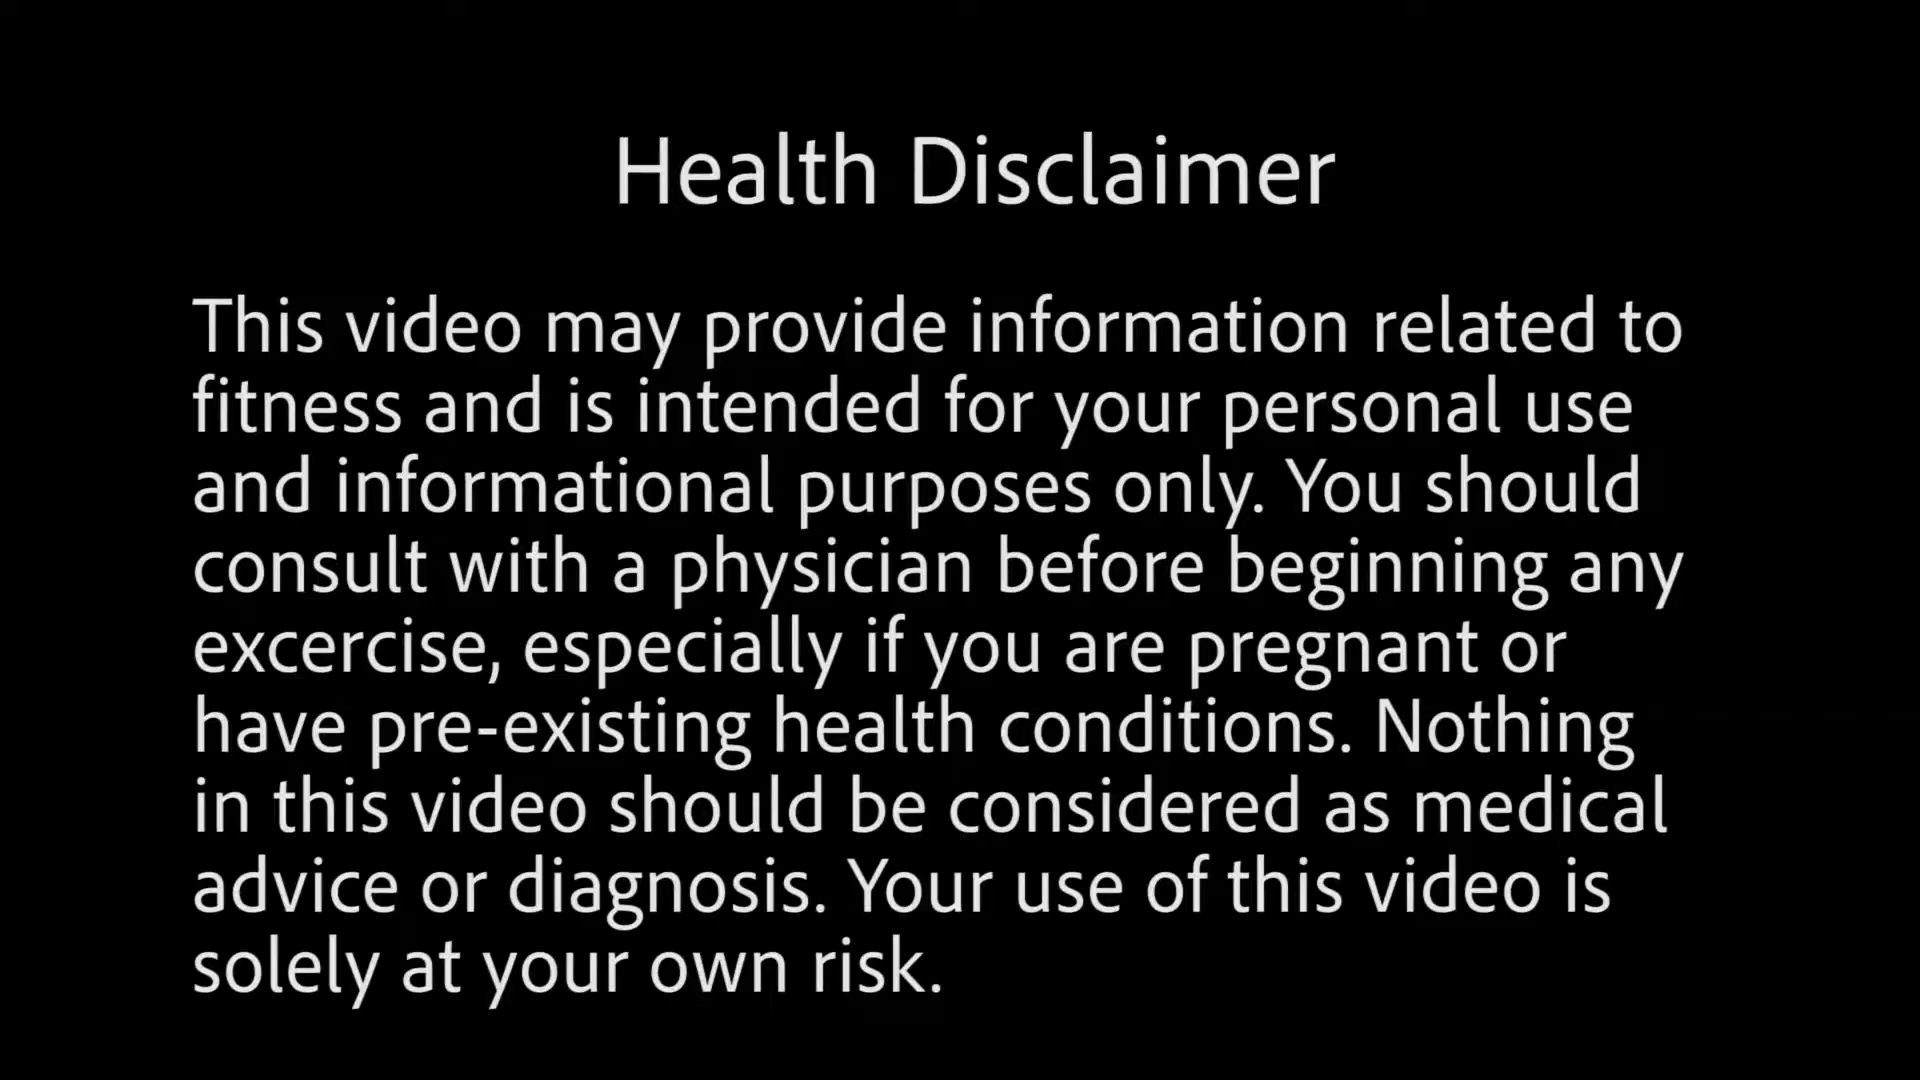 Health Disclaimer
This video may provide information related to
fitness and is intended for your personal use
and informational purposes only. You should
consult with a physician before beginning any
excercise, especially if you are pregnant or
have pre-existing health conditions. Nothing
in this video should be considered as medical
advice or diagnosis. Your use of this video is
solely at your own risk.